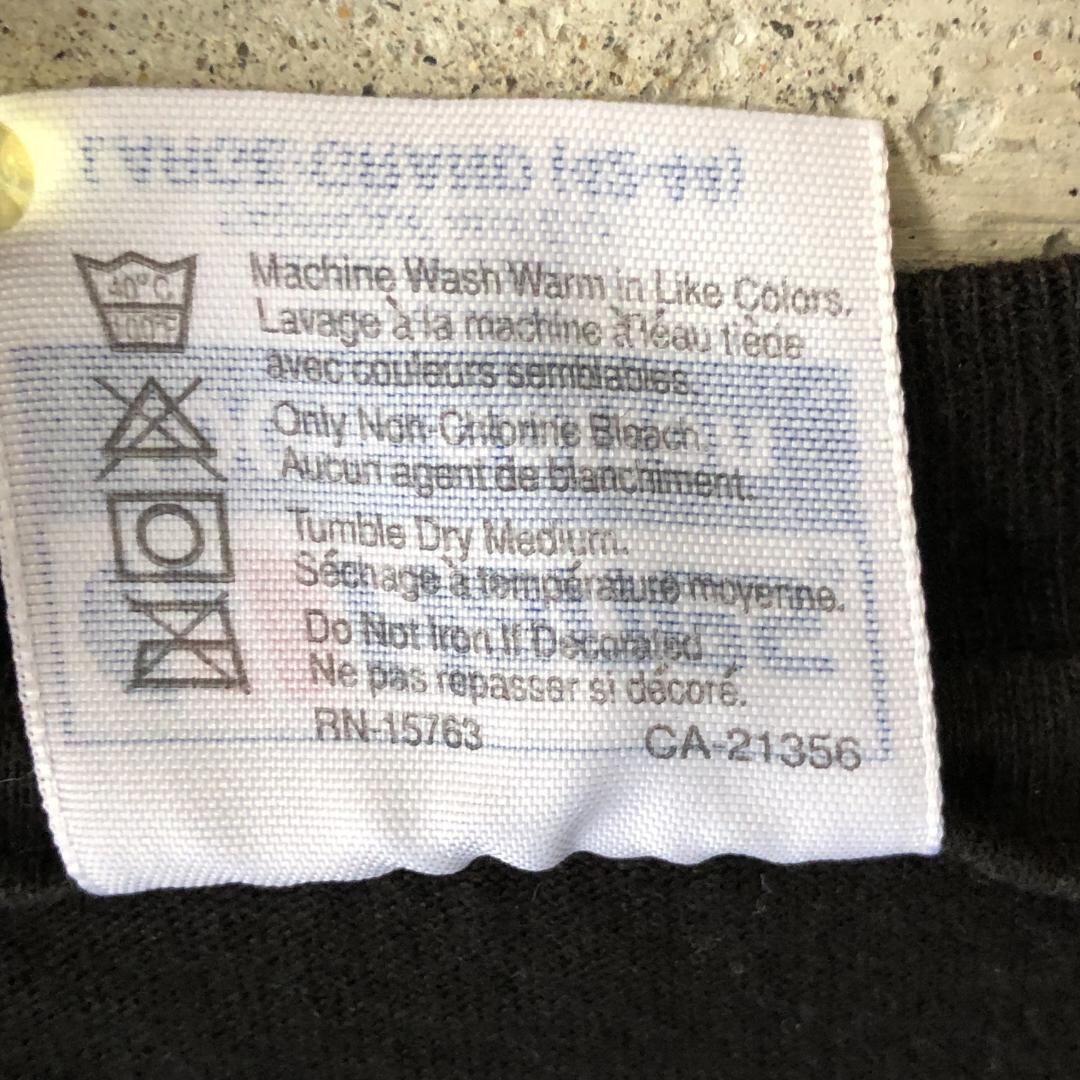 40°C
100°F
Machine Wash Warm in Like Colors.
Lavage à la machine à l'éau tiède
avec couleurs semblables.
Only Non-Chlorine Bleach.
Aucun agent de blanchiment.
Tumble Dry Medium.
Séchage à température moyenne.
Do Not Iron If Decorated
Ne pas repasser si décoré.
RN-15763 CA-21356